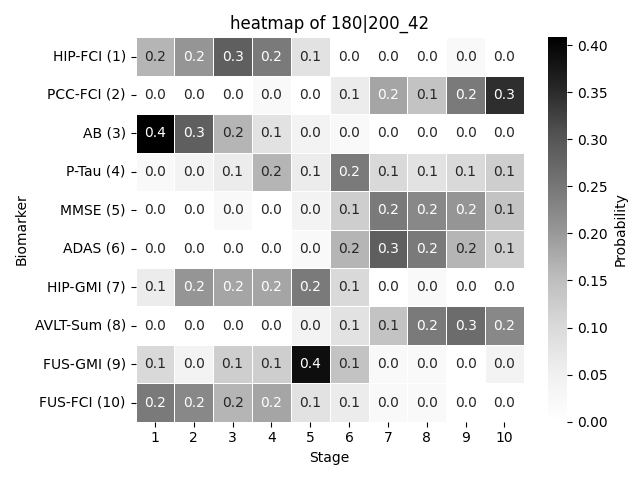 heatmap of 180|200_42
HIP-FCI (1) 0.2 0.2 0.3 0.2 0.1 0.0 0.0 0.0 0.0 0.0
PCC-FCI (2) 0.0 0.0 0.0 0.0 0.0 0.1 0.2 0.1 0.2 0.3
AB (3) 0.4 0.3 0.2 0.1 0.0 0.0 0.0 0.0 0.0 0.0
P-Tau (4) 0.0 0.0 0.1 0.2 0.1 0.2 0.1 0.1 0.1 0.1
MMSE (5) 0.0 0.0 0.0 0.0 0.0 0.1 0.2 0.2 0.2 0.1
ADAS (6) 0.0 0.0 0.0 0.0 0.0 0.2 0.3 0.2 0.2 0.1
HIP-GMI (7) 0.1 0.2 0.2 0.2 0.2 0.1 0.0 0.0 0.0 0.0
AVLT-Sum (8) 0.0 0.0 0.0 0.0 0.0 0.1 0.1 0.2 0.3 0.2
FUS-GMI (9) 0.1 0.0 0.1 0.1 0.4 0.1 0.0 0.0 0.0 0.0
FUS-FCI (10) 0.2 0.2 0.2 0.2 0.1 0.1 0.0 0.0 0.0 0.0
1 2 3 4 5 6 7 8 9 10
Stage
Biomarker
0.40
0.35
0.30
0.25
0.20
0.15
0.10
0.05
0.00
Probability